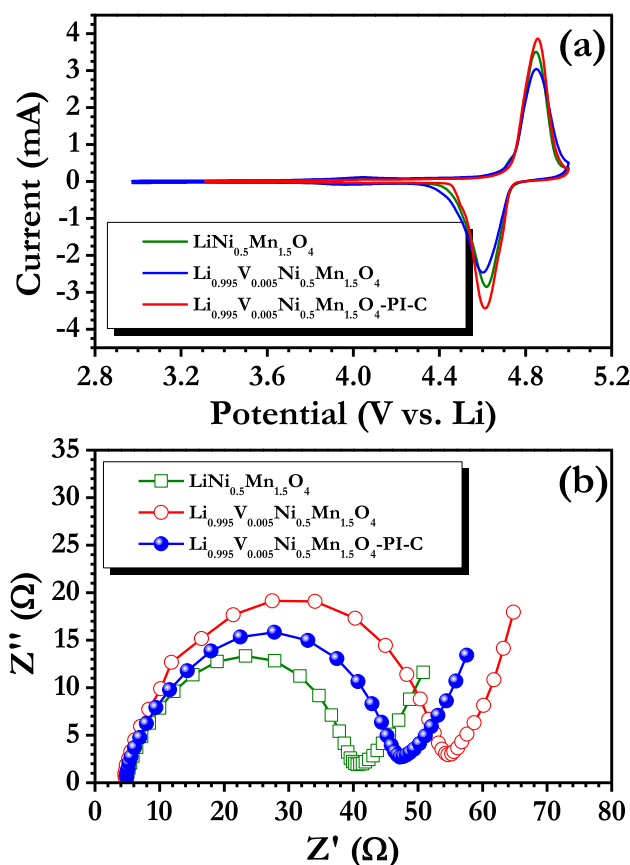 (a)
Current (mA)
4
3
2
1
0
-1
-2
-3
-4
LiNi0.5Mn1.5O4
Li0.995V0.005Ni0.5Mn1.5O4
Li0.995V0.005Ni0.5Mn1.5O4-PI-C
2.8 3.2 3.6 4.0 4.4 4.8 5.2
Potential (V vs. Li)
(b)
Z'' (Ω)
35
30
25
20
15
10
5
0
LiNi0.5Mn1.5O4
Li0.995V0.005Ni0.5Mn1.5O4
Li0.995V0.005Ni0.5Mn1.5O4-PI-C
0 10 20 30 40 50 60 70 80
Z' (Ω)